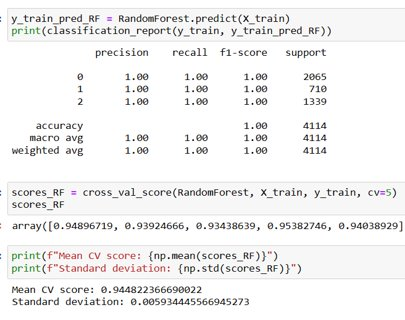 y_train_pred_RF = RandomForest.predict(X_train)
print(classification_report(y_train, y_train_pred_RF))
precision recall f1-score support
0 1.00 1.00 1.00 2065
1 1.00 1.00 1.00 710
2 1.00 1.00 1.00 1339
accuracy 1.00 4114
macro avg 1.00 1.00 1.00 4114
weighted avg 1.00 1.00 1.00 4114
scores_RF = cross_val_score(RandomForest, X_train, y_train, cv=5)
scores_RF
array([0.94896719, 0.93924666, 0.93438639, 0.95382746, 0.94038929]
print(f"Mean CV score: {np.mean(scores_RF)}")
print(f"Standard deviation: {np.std(scores_RF)}")
Mean CV score: 0.944822366690022
Standard deviation: 0.005934445566945273